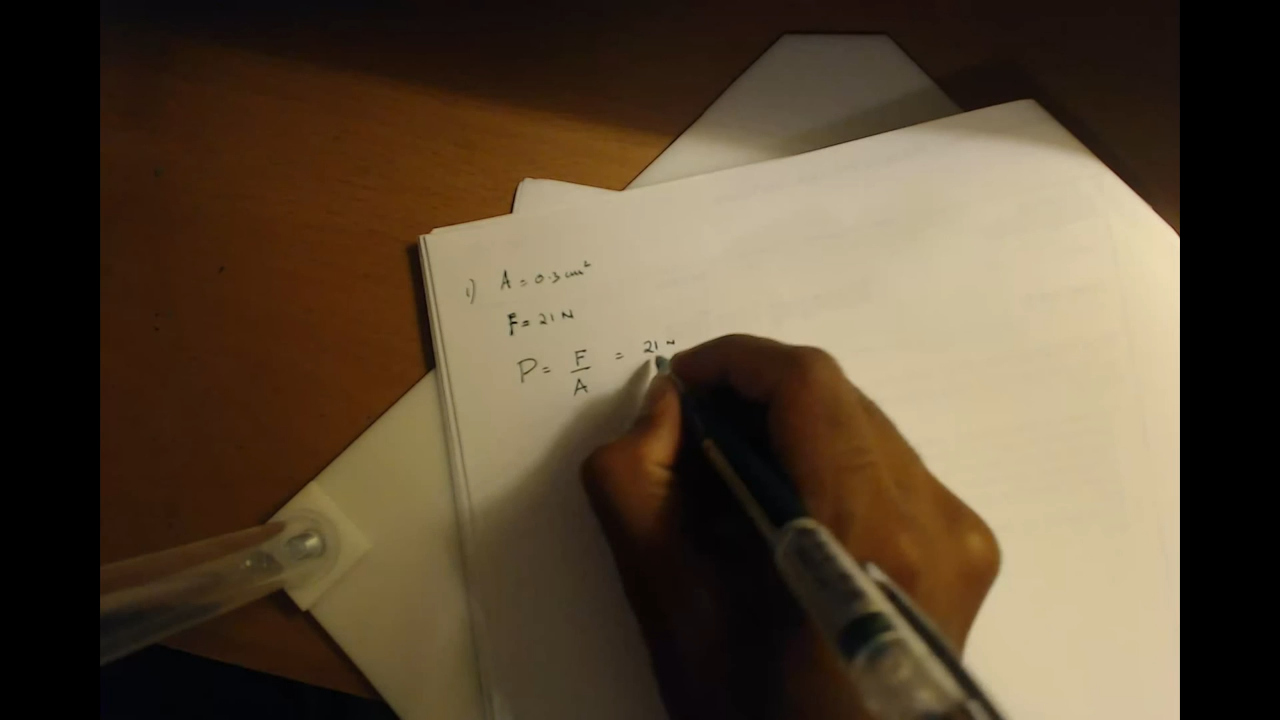 1) A = 0.3 cm²
F = 21 N
P = F/A = 21 N